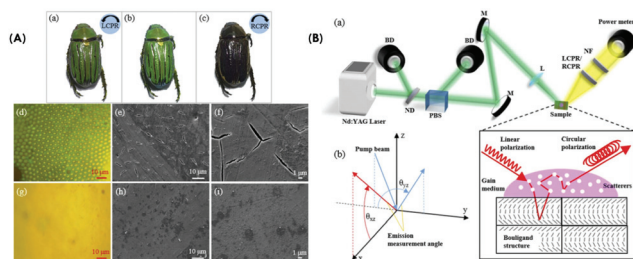 (A)
(a)
LCPR
(b)
(c)
RCPR
(d)
10 μm
(e)
10 μm
(f)
1 μm
(g)
10 μm
(h)
10 μm
(i)
1 μm
(B)
(a)
BD
BD
M
Power meter
NF
LCPR/
RCPR
L
Nd:YAG Laser
ND
PBS
M
Sample
(b)
z
Pump beam
θyz
y
θxz
Emission
measurement angle
x
Linear
polarization
Circular
polarization
Gain
medium
Scatterers
Bouligand
structure